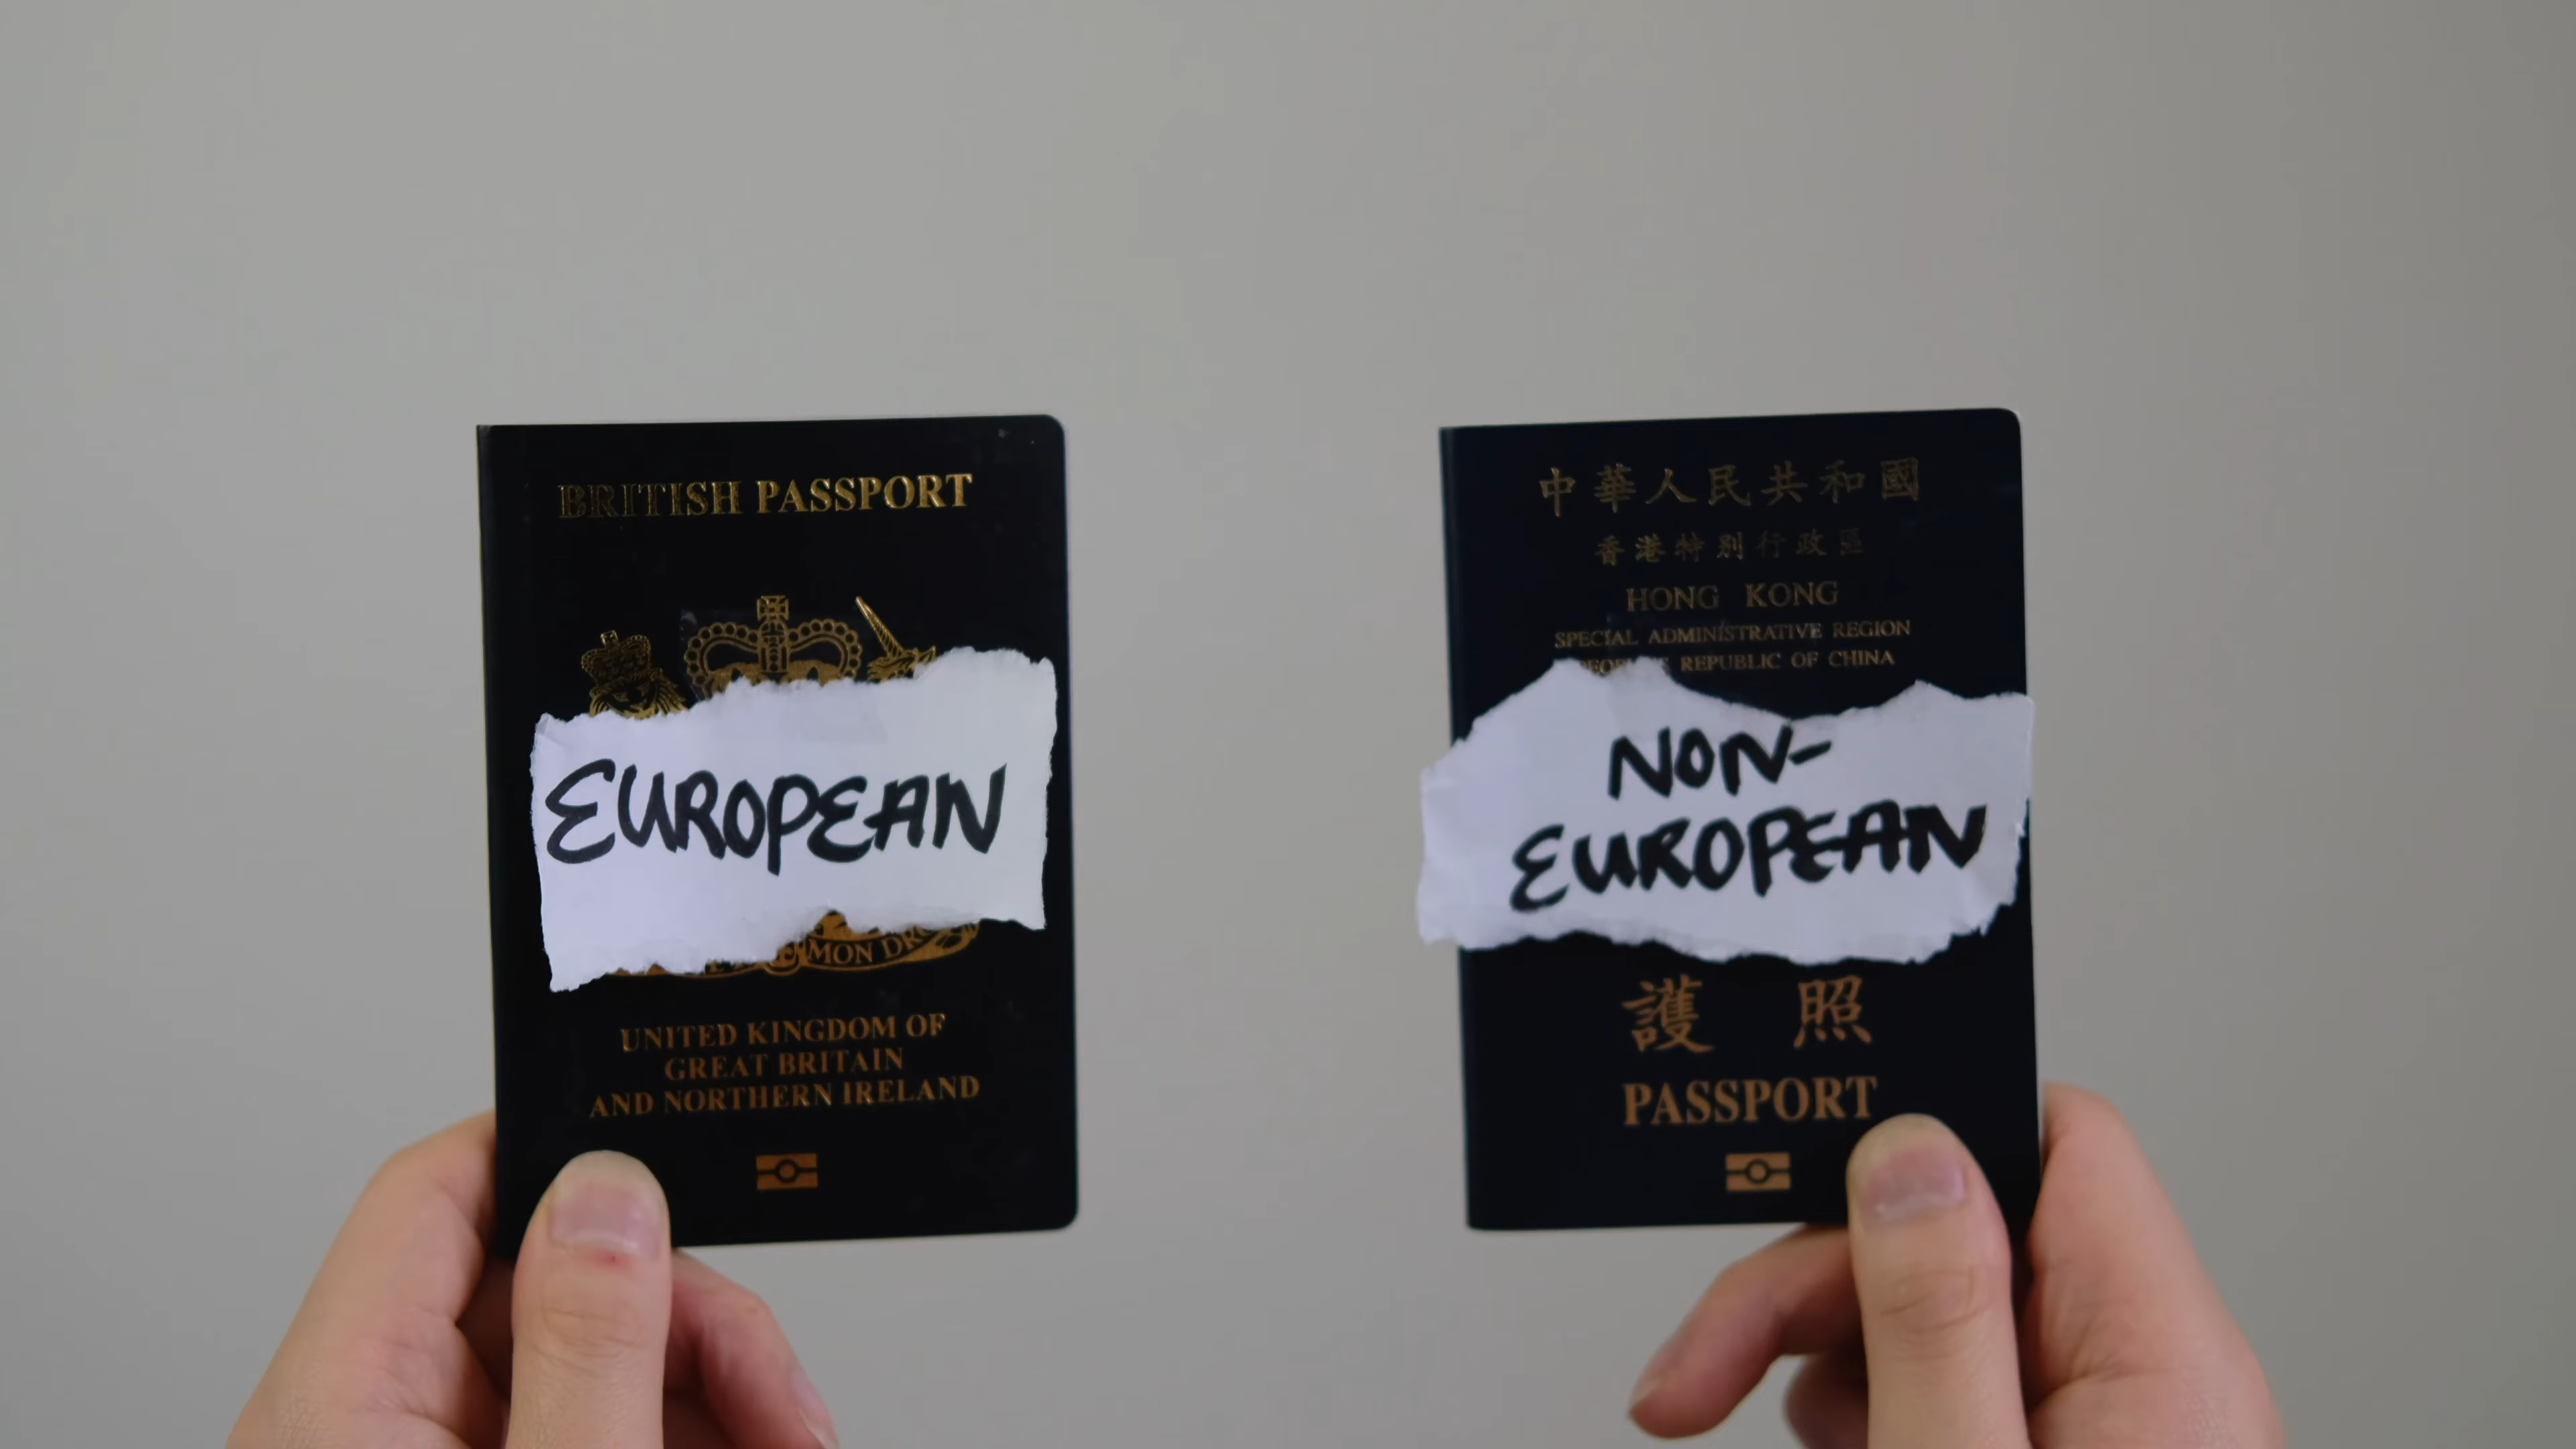 BRITISH PASSPORT
EUROPEAN
MON DR
UNITED KINGDOM OF
GREAT BRITAIN
AND NORTHERN IRELAND
中華人民共和國
香港特別行政區
HONG KONG
SPECIAL ADMINISTRATIVE REGION
REPUBLIC OF CHINA
NON-
EUROPEAN
護照
PASSPORT